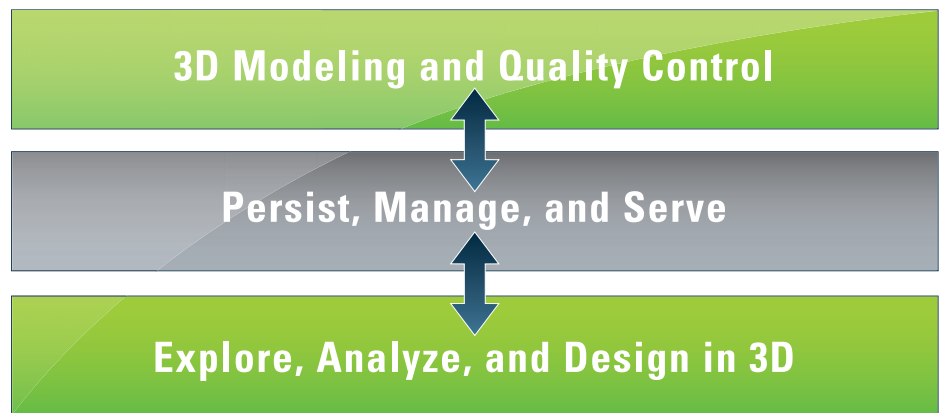 3D Modeling and Quality Control
Persist, Manage, and Serve
Explore, Analyze, and Design in 3D